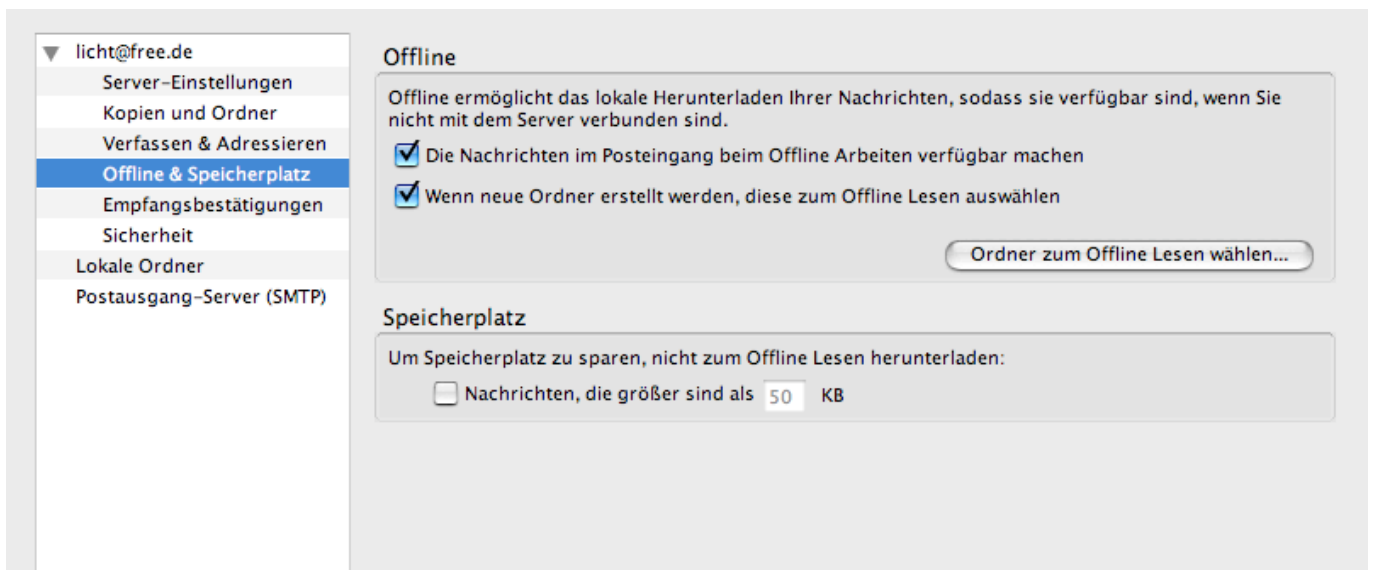 licht@free.de
Server-Einstellungen
Kopien und Ordner
Verfassen & Adressieren
Offline & Speicherplatz
Empfangsbestätigungen
Sicherheit
Lokale Ordner
Postausgang-Server (SMTP)
Offline
Offline ermöglicht das lokale Herunterladen Ihrer Nachrichten, sodass sie verfügbar sind, wenn Sie
nicht mit dem Server verbunden sind.
Die Nachrichten im Posteingang beim Offline Arbeiten verfügbar machen
Wenn neue Ordner erstellt werden, diese zum Offline Lesen auswählen
Ordner zum Offline Lesen wählen...
Speicherplatz
Um Speicherplatz zu sparen, nicht zum Offline Lesen herunterladen:
Nachrichten, die größer sind als 50 KB